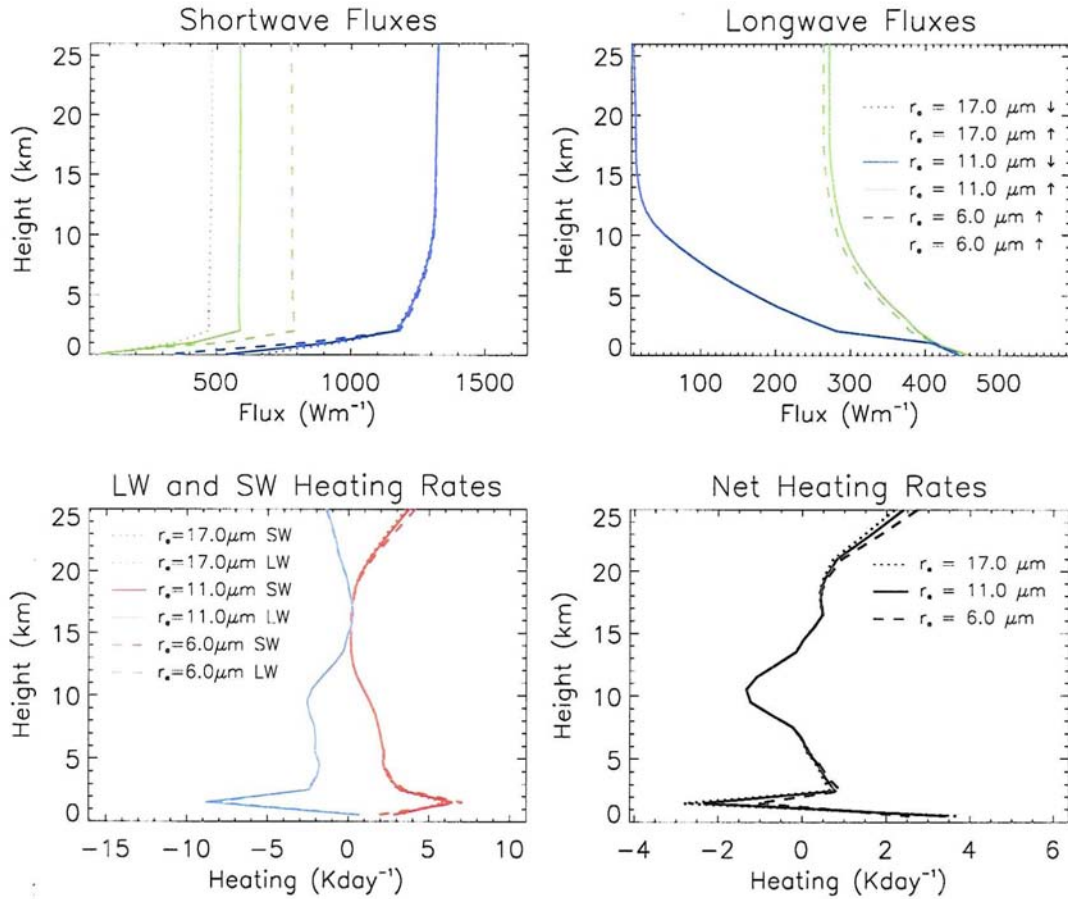 Shortwave Fluxes
25
20
15
10
5
0
Height (km)
500 1000 1500
Flux (Wm⁻¹)
Longwave Fluxes
25
20
15
10
5
0
Height (km)
rₑ = 17.0 μm ↓
rₑ = 17.0 μm ↑
rₑ = 11.0 μm ↓
rₑ = 11.0 μm ↑
rₑ = 6.0 μm ↑
rₑ = 6.0 μm ↑
100 200 300 400 500
Flux (Wm⁻¹)
LW and SW Heating Rates
25
20
15
10
5
0
Height (km)
rₑ=17.0μm SW
rₑ=17.0μm LW
rₑ=11.0μm SW
rₑ=11.0μm LW
rₑ=6.0μm SW
rₑ=6.0μm LW
−15 −10 −5 0 5 10
Heating (Kday⁻¹)
Net Heating Rates
25
20
15
10
5
0
Height (km)
rₑ = 17.0 μm
rₑ = 11.0 μm
rₑ = 6.0 μm
−4 −2 0 2 4 6
Heating (Kday⁻¹)